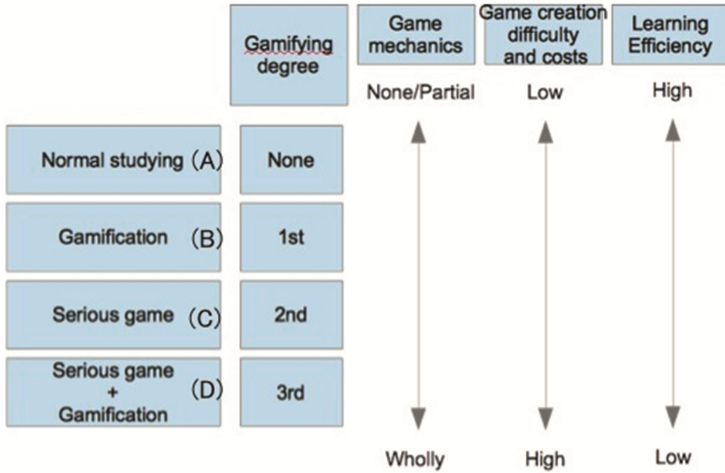 Gamifying
degree
Game
mechanics
Game creation
difficulty
and costs
Learning
Efficiency
None/Partial
Low
High
Normal studying (A)
None
Gamification (B)
1st
Serious game (C)
2nd
Serious game
+
Gamification
(D)
3rd
Wholly
High
Low